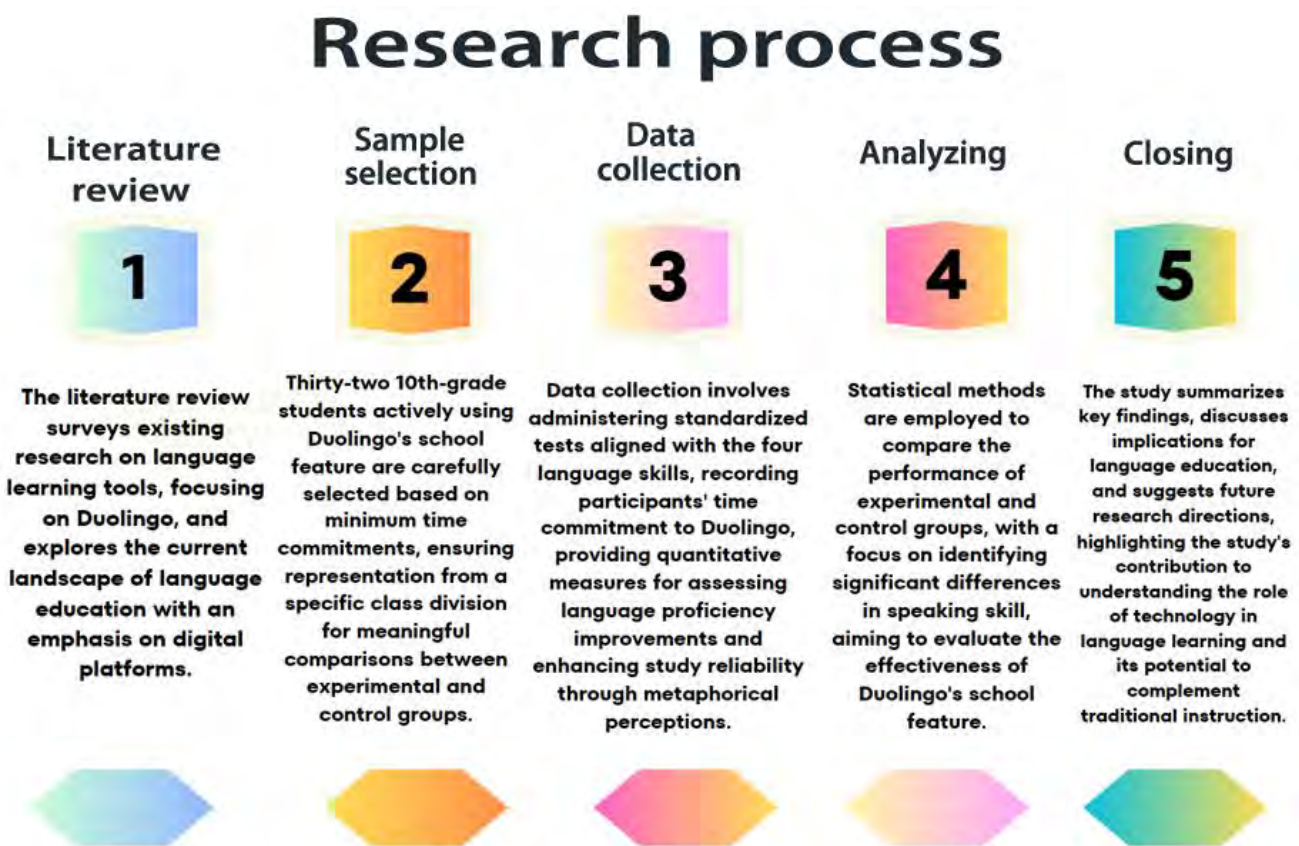 Research process
Literature
review
1
The literature review
surveys existing
research on language
learning tools, focusing
on Duolingo, and
explores the current
landscape of language
education with an
emphasis on digital
platforms.
Sample
selection
2
Thirty-two 10th-grade
students actively using
Duolingo's school
feature are carefully
selected based on
minimum time
commitments, ensuring
representation from a
specific class division
for meaningful
comparisons between
experimental and
control groups.
Data
collection
3
Data collection involves
administering standardized
tests aligned with the four
language skills, recording
participants' time
commitment to Duolingo,
providing quantitative
measures for assessing
language proficiency
improvements and
enhancing study reliability
through metaphorical
perceptions.
Analyzing
4
Statistical methods
are employed to
compare the
performance of
experimental and
control groups, with a
focus on identifying
significant differences
in speaking skill,
aiming to evaluate the
effectiveness of
Duolingo's school
feature.
Closing
5
The study summarizes
key findings, discusses
implications for
language education,
and suggests future
research directions,
highlighting the study's
contribution to
understanding the role
of technology in
language learning and
its potential to
complement
traditional instruction.